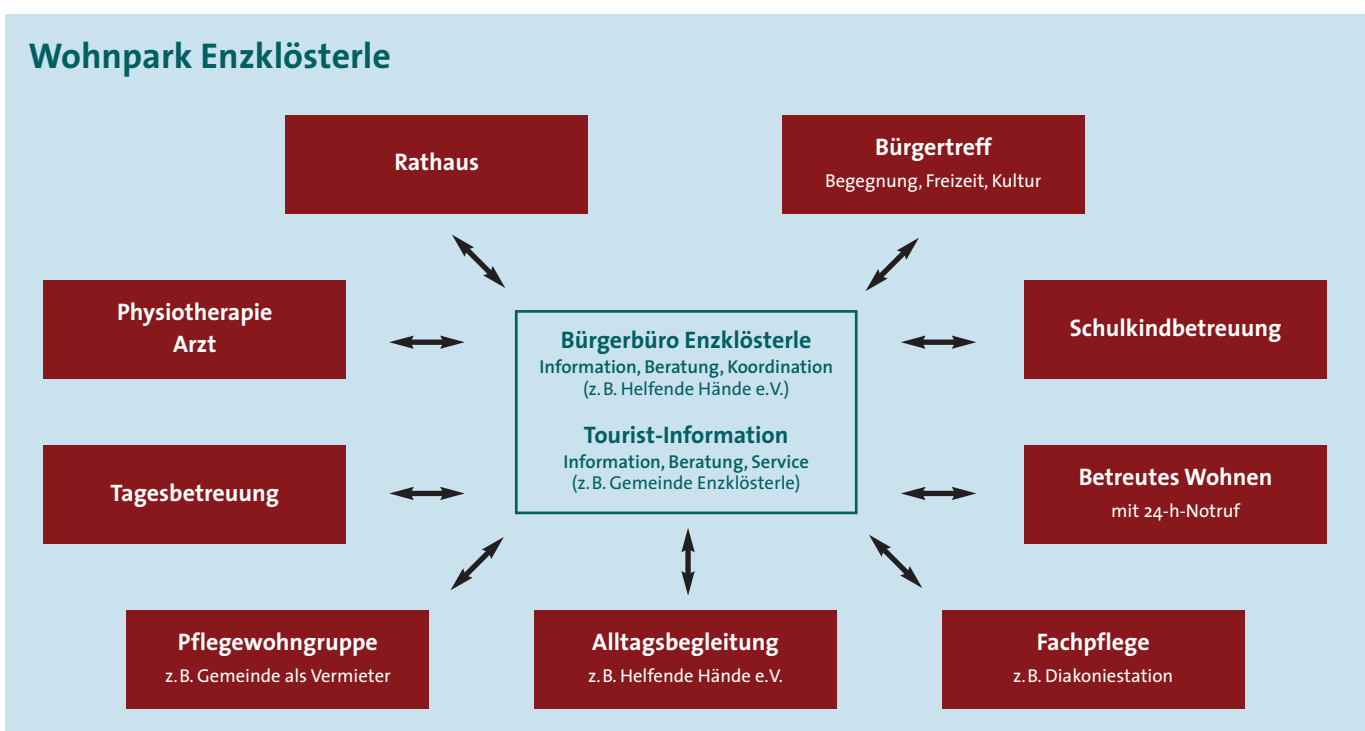 Wohnpark Enzklösterle
Rathaus
Bürgertreff
Begegnung, Freizeit, Kultur
Physiotherapie
Arzt
Bürgerbüro Enzklösterle
Information, Beratung, Koordination
(z. B. Helfende Hände e.V.)
Tourist-Information
Information, Beratung, Service
(z. B. Gemeinde Enzklösterle)
Schulkindbetreuung
Tagesbetreuung
Betreutes Wohnen
mit 24-h-Notruf
Pflegewohngruppe
z. B. Gemeinde als Vermieter
Alltagsbegleitung
z. B. Helfende Hände e.V.
Fachpflege
z. B. Diakoniestation